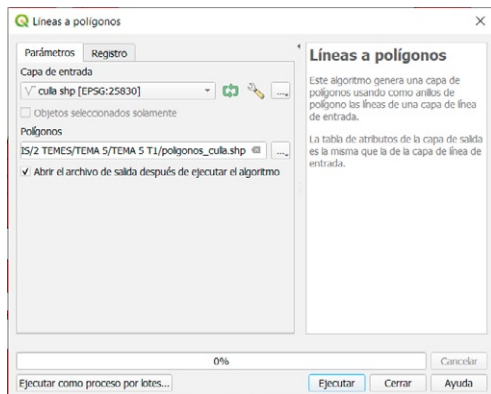 Líneas a polígonos
Parámetros
Registro
Capa de entrada
cula shp [EPSG:25830]
Objetos seleccionados solamente
Polígonos
IS/2 TEMES/TEMA 5/TEMA 5 T1/poligonos_cula.shp
Abrir el archivo de salida después de ejecutar el algoritmo
Líneas a polígonos
Este algoritmo genera una capa de
polígonos usando como anillos de
polígono las líneas de una capa de línea
de entrada.
La tabla de atributos de la capa de salida
es la misma que la de la capa de línea de
entrada.
0%
Cancelar
Ejecutar como proceso por lotes...
Ejecutar
Cerrar
Ayuda